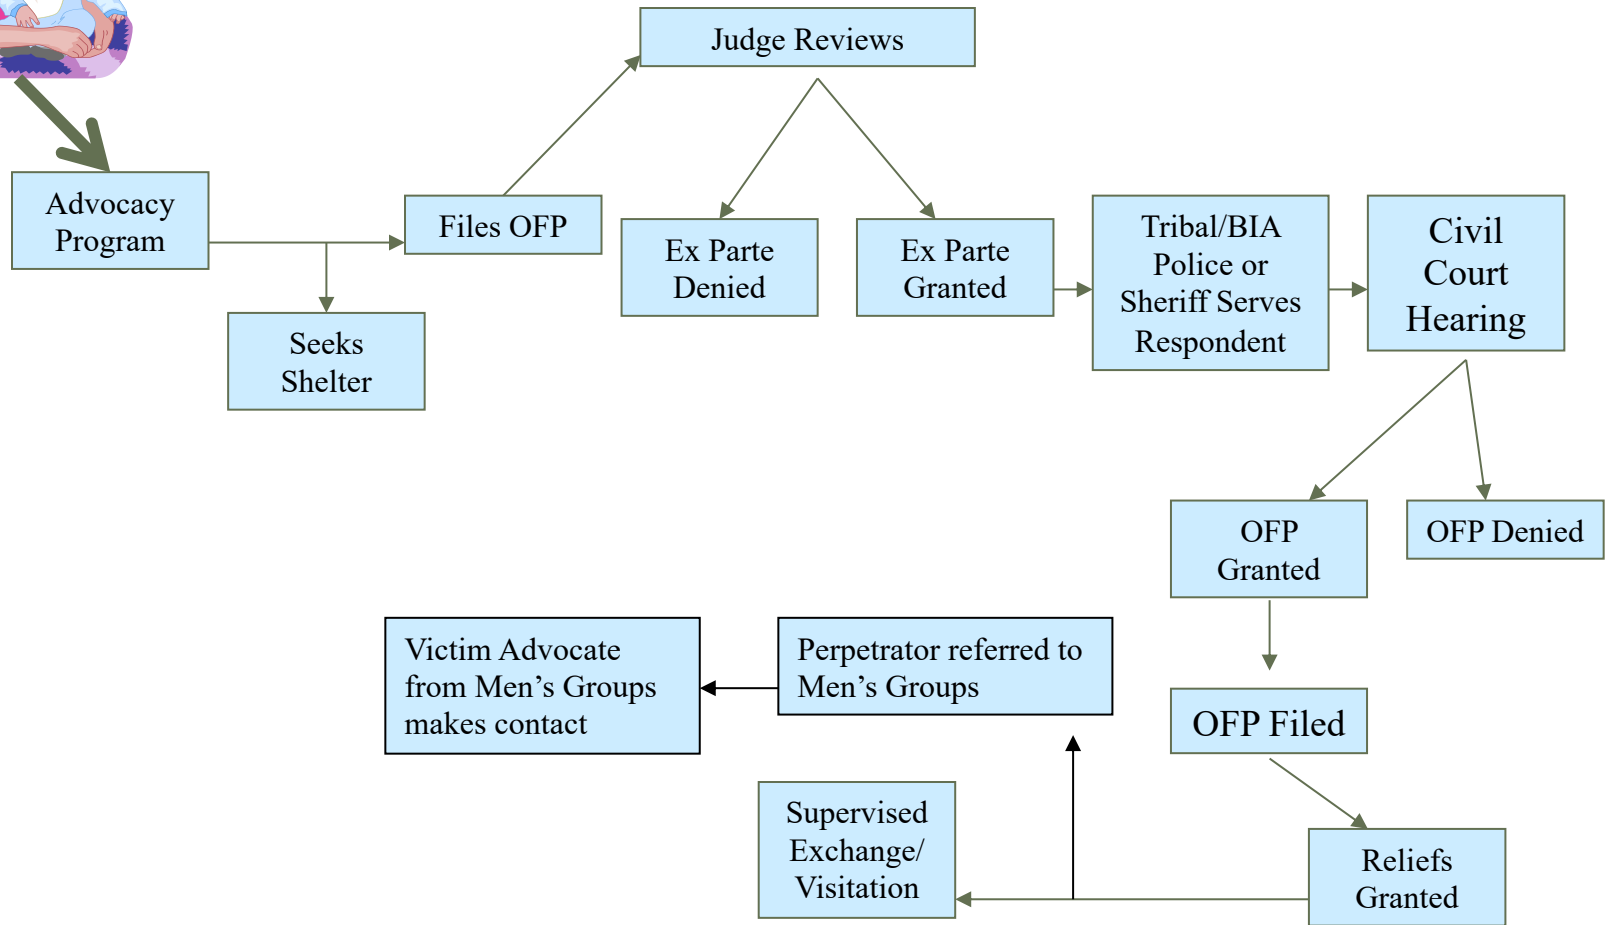 Judge Reviews
Advocacy
Program
Files OFP
Ex Parte
Denied
Ex Parte
Granted
Tribal/BIA
Police or
Sheriff Serves
Respondent
Civil
Court
Hearing
Seeks
Shelter
OFP
Granted
OFP Denied
Victim Advocate
from Men’s Groups
makes contact
Perpetrator referred to
Men’s Groups
OFP Filed
Supervised
Exchange/
Visitation
Reliefs
Granted